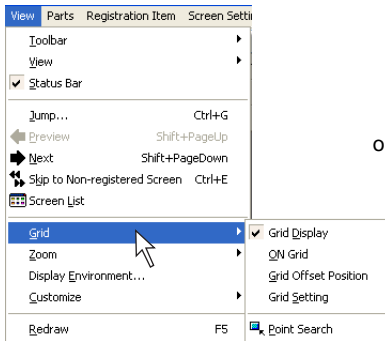 View Parts Registration Item Screen Setti
Toolbar
View
Status Bar
Jump... Ctrl+G
Preview Shift+PageUp
o
Next Shift+PageDown
Skip to Non-registered Screen Ctrl+E
Screen List
Grid Grid Display
Zoom ON Grid
Display Environment... Grid Offset Position
Customize Grid Setting
Redraw F5 Point Search